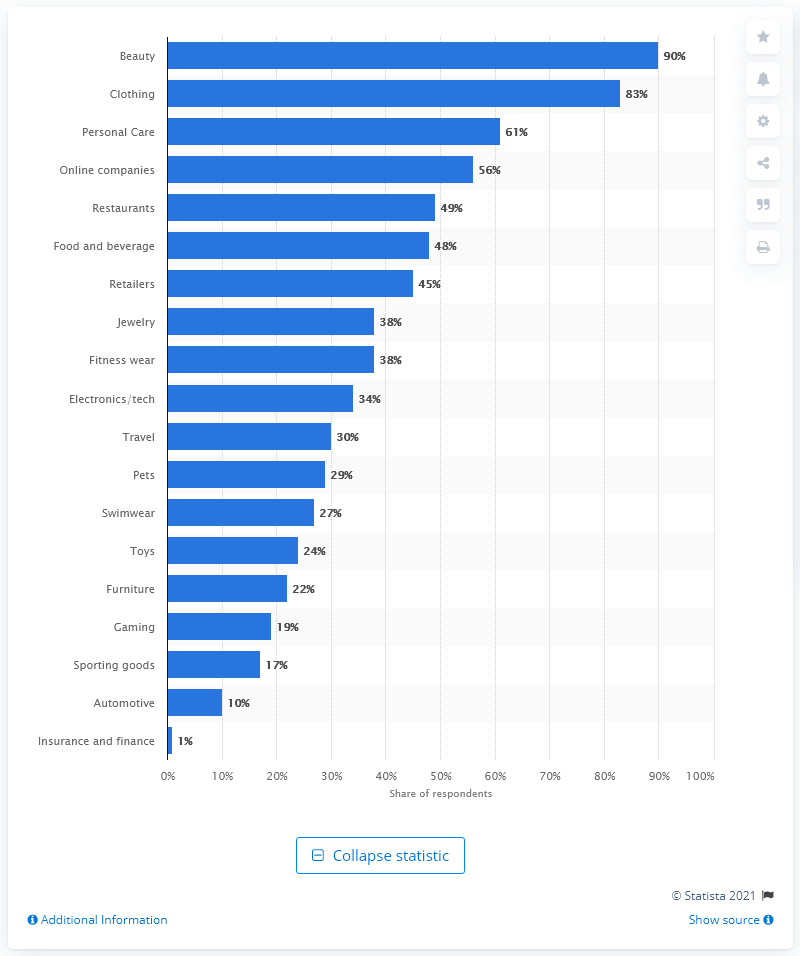 Beauty 90%
Clothing 83%
Personal Care 61%
Online companies 56%
Restaurants 49%
Food and beverage 48%
Retailers 45%
Jewelry 38%
Fitness wear 38%
Electronics/tech 34%
Travel 30%
Pets 29%
Swimwear 27%
Toys 24%
Furniture 22%
Gaming 19%
Sporting goods 17%
Automotive 10%
Insurance and finance 1%
0% 10% 20% 30% 40% 50% 60% 70% 80% 90% 100%
Share of respondents
Collapse statistic
© Statista 2021
Additional Information Show source